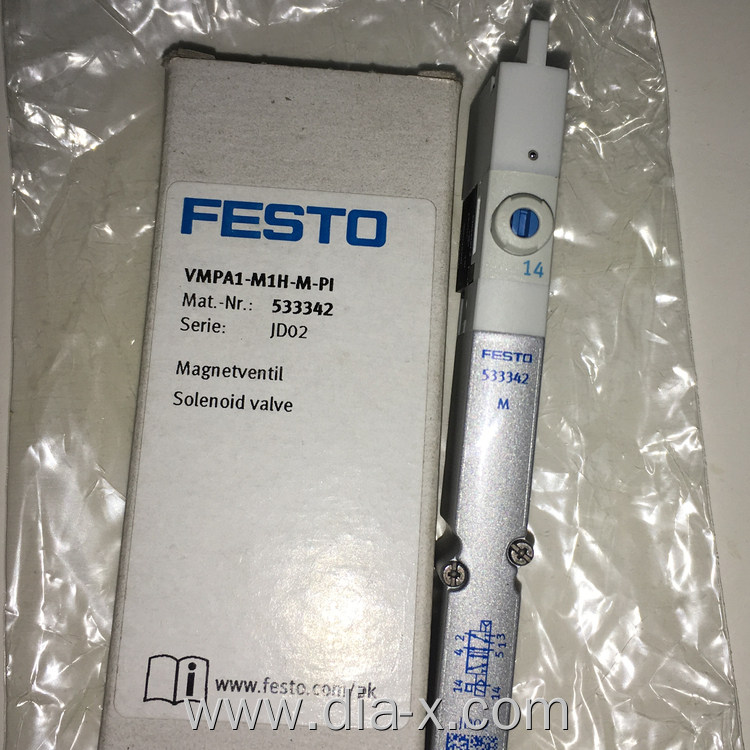 FESTO
VMPA1-M1H-M-PI
Mat.-Nr.: 533342
Serie: JD02
Magnetventil
Solenoid valve
www.festo.com/pk
14
FESTO
533342
M
4 2
5 1 3
14
14
www.dia-x.com